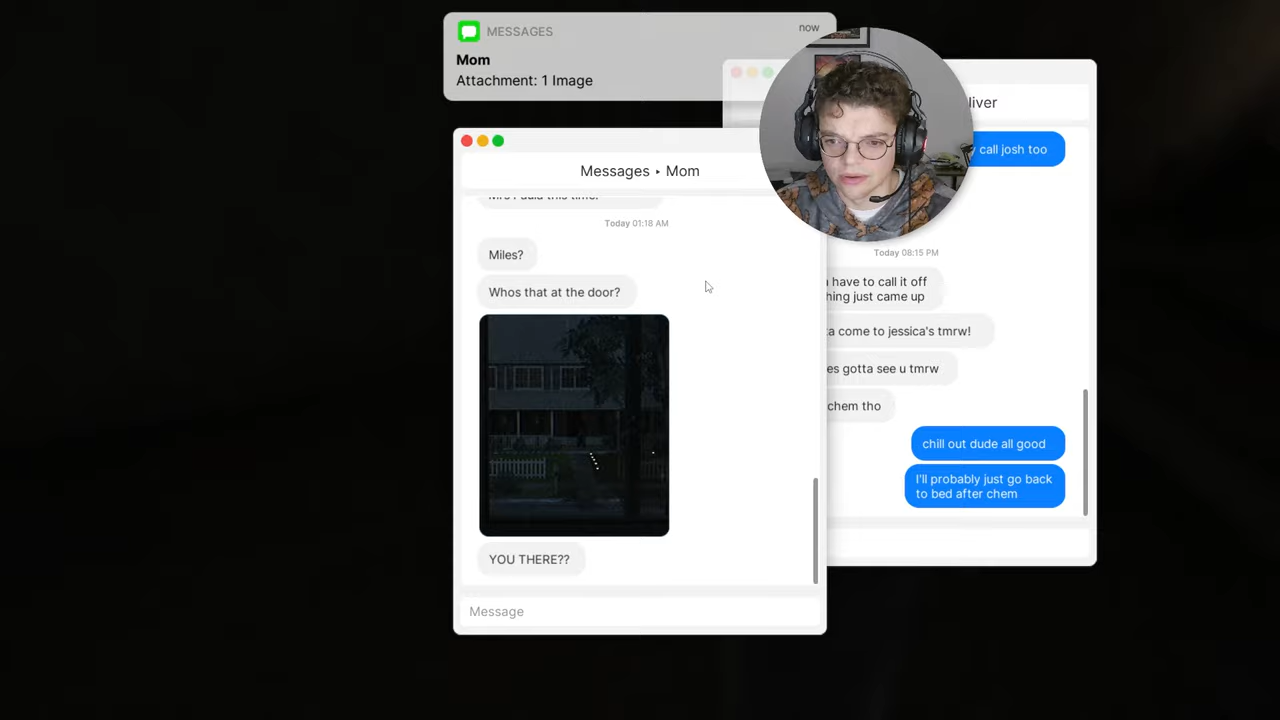 MESSAGES
now
Mom
Attachment: 1 Image
liver
call josh too
Messages ‣ Mom
Today 01:18 AM
Miles?
Whos that at the door?
YOU THERE??
Message
Today 08:15 PM
have to call it off
hing just came up
a come to jessica's tmrw!
es gotta see u tmrw
chem tho
chill out dude all good
I'll probably just go back
to bed after chem